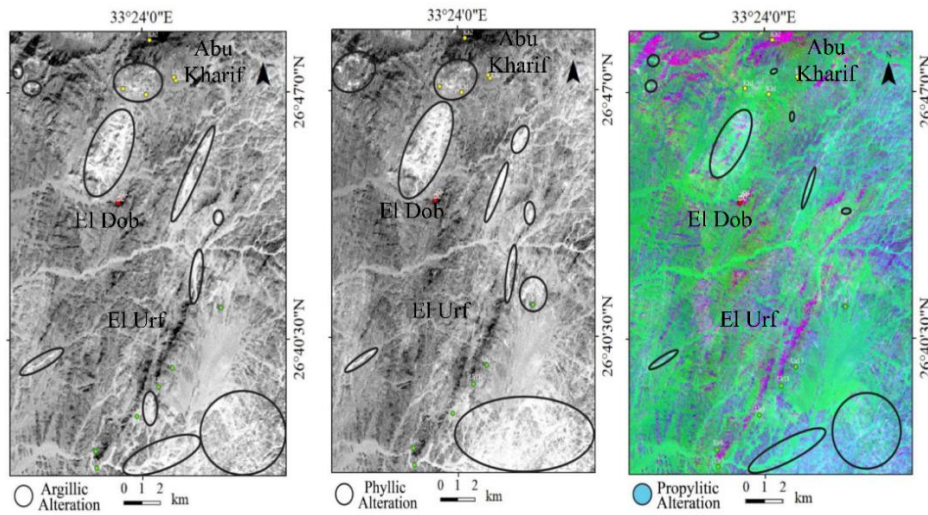 33°24'0"E
Abu
Kharif
26°47'0"N
El Dob
El Urf
26°40'30"N
Argillic
Alteration
0 1 2
km
33°24'0"E
Abu
Kharif
26°47'0"N
El Dob
El Urf
26°40'30"N
Phyllic
Alteration
0 1 2
km
33°24'0"E
Abu
Kharif
26°47'0"N
El Dob
El Urf
26°40'30"N
Propylitic
Alteration
0 1 2
km